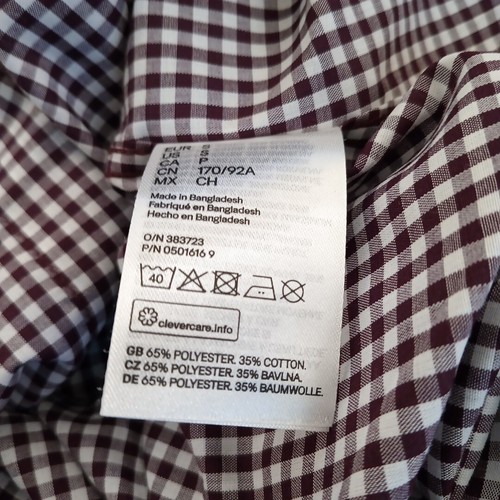 EUR S
US S
CA P
CN 170/92A
MX CH
Made in Bangladesh
Fabriqué en Bangladesh
Hecho en Bangladesh
O/N 383723
P/N 0501616 9
40
clevercare.info
GB 65% POLYESTER. 35% COTTON.
CZ 65% POLYESTER. 35% BAVLNA.
DE 65% POLYESTER. 35% BAUMWOLLE.